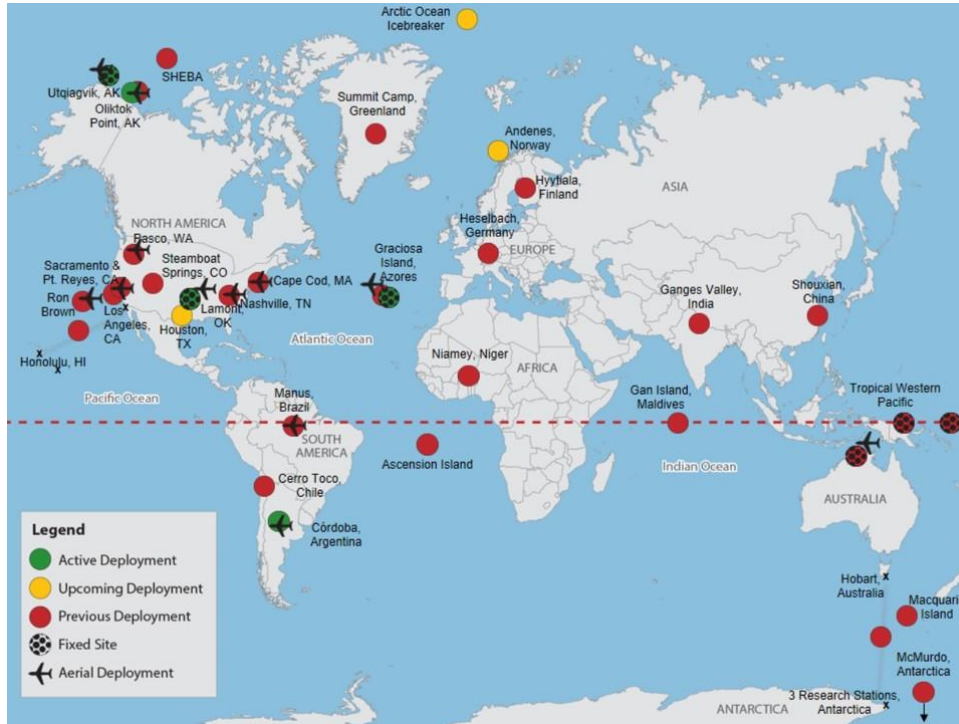 Arctic Ocean
Icebreaker
SHEBA
Utqiagvik, AK
Oliktok
Point, AK
Summit Camp,
Greenland
Andenes,
Norway
ASIA
Hyytiala,
Finland
NORTH AMERICA
Pasco, WA
Heselbach,
Germany
EUROPE
Steamboat
Springs, CO
Sacramento &
Pt. Reyes, CA
Cape Cod, MA
Graciosa
Island,
Azores
Ron
Brown
Los
Angeles,
CA
Lamont,
OK
Nashville, TN
Houston,
TX
Ganges Valley,
India
Shouxian,
China
Atlantic Ocean
Honolulu, HI
Niamey, Niger
AFRICA
Pacific Ocean
Manus,
Brazil
Gan Island,
Maldives
Tropical Western
Pacific
SOUTH
AMERICA
Ascension Island
Indian Ocean
Cerro Toco,
Chile
AUSTRALIA
Córdoba,
Argentina
Legend
Active Deployment
Upcoming Deployment
Previous Deployment
Fixed Site
Aerial Deployment
Hobart,
Australia
Macquari
Island
McMurdo,
Antarctica
3 Research Stations,
Antarctica
ANTARCTICA